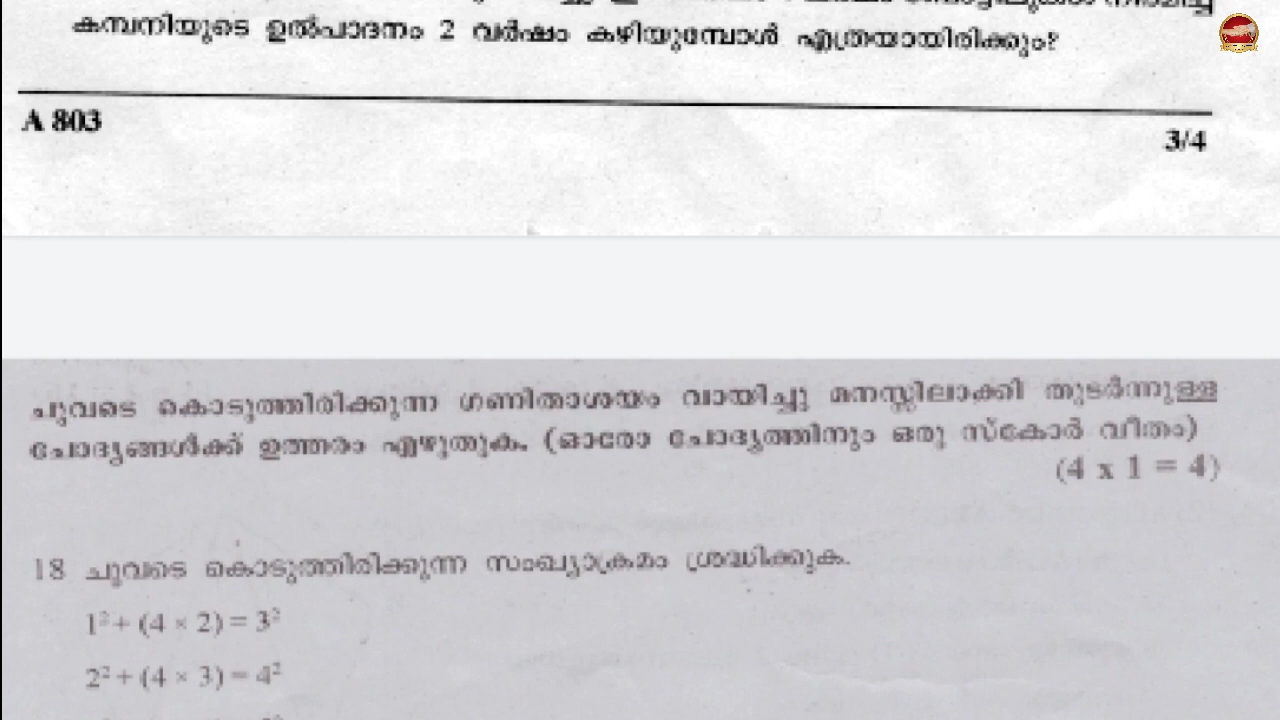 കമ്പനിയുടെ ഉൽപാദനം 2 വർഷം കഴിയുമ്പോൾ എത്രയായിരിക്കും?
A 803
3/4
ചുവടെ കൊടുത്തിരിക്കുന്ന ഗണിതാശയം വായിച്ചു മനസ്സിലാക്കി തുടർന്നുള്ള
ചോദ്യങ്ങൾക്ക് ഉത്തരം എഴുതുക. (ഓരോ ചോദ്യത്തിനും ഒരു സ്കോർ വീതം)
(4 x 1 = 4)
18 ചുവടെ കൊടുത്തിരിക്കുന്ന സംഖ്യാക്രമം ശ്രദ്ധിക്കുക.
1² + (4 × 2) = 3²
2² + (4 × 3) = 4²